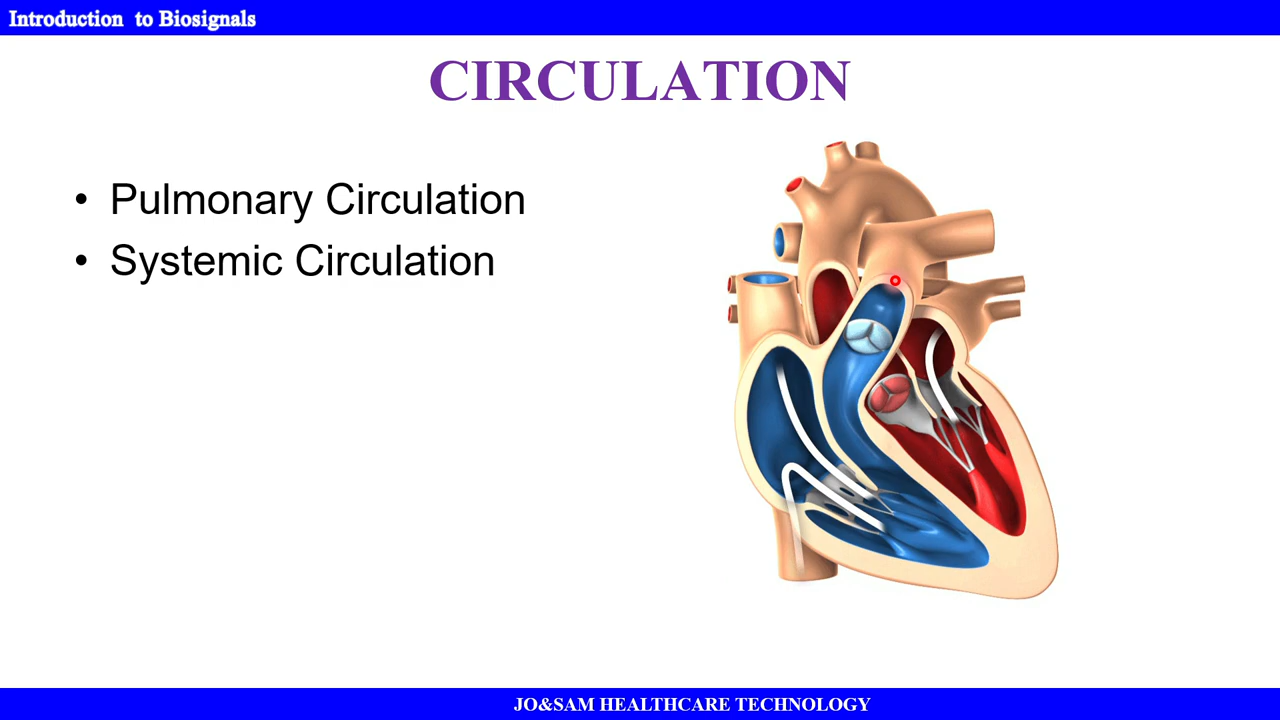 Introduction to Biosignals
CIRCULATION
• Pulmonary Circulation
• Systemic Circulation
JO&SAM HEALTHCARE TECHNOLOGY